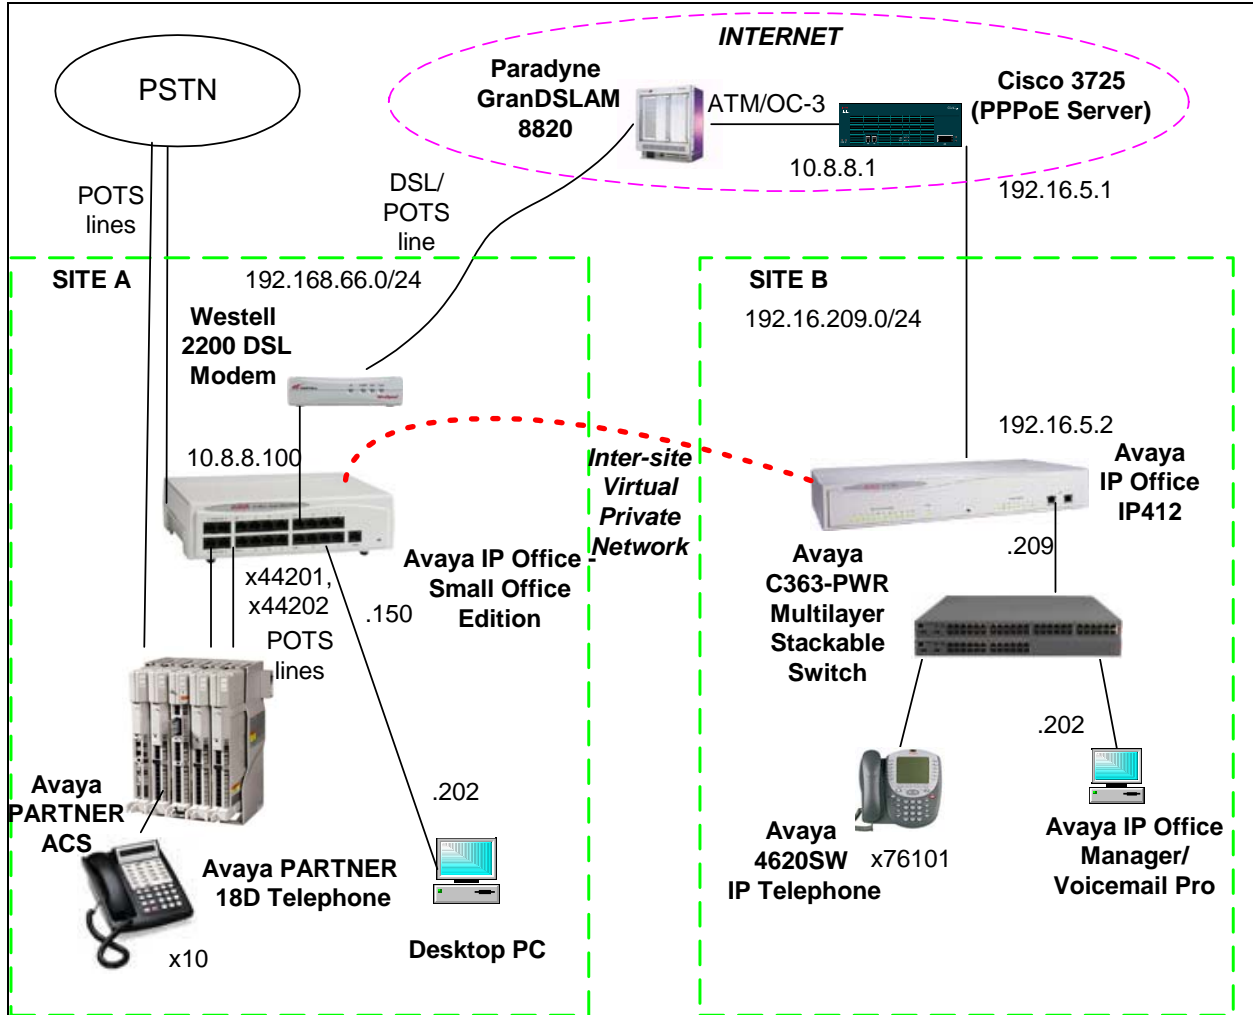 INTERNET
PSTN
Paradyne
GranDSLAM
8820
ATM/OC-3
Cisco 3725
(PPPoE Server)
10.8.8.1
192.16.5.1
POTS
lines
DSL/
POTS
line
SITE A
192.168.66.0/24
Westell
2200 DSL
Modem
10.8.8.100
Inter-site
Virtual
Private
Network
Avaya IP Office -
Small Office
Edition
x44201,
x44202
POTS
lines
.150
.202
Avaya
PARTNER
ACS
Avaya PARTNER
18D Telephone
x10
Desktop PC
SITE B
192.16.209.0/24
192.16.5.2
Avaya
IP Office
IP412
.209
Avaya
C363-PWR
Multilayer
Stackable
Switch
.202
Avaya
4620SW
IP Telephone
x76101
Avaya IP Office
Manager/
Voicemail Pro